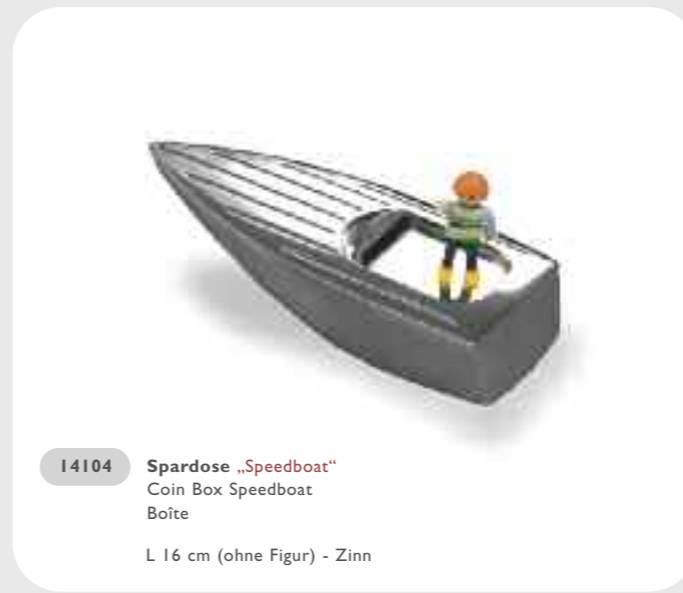 14104
Spardose „Speedboat“
Coin Box Speedboat
Boîte
L 16 cm (ohne Figur) - Zinn